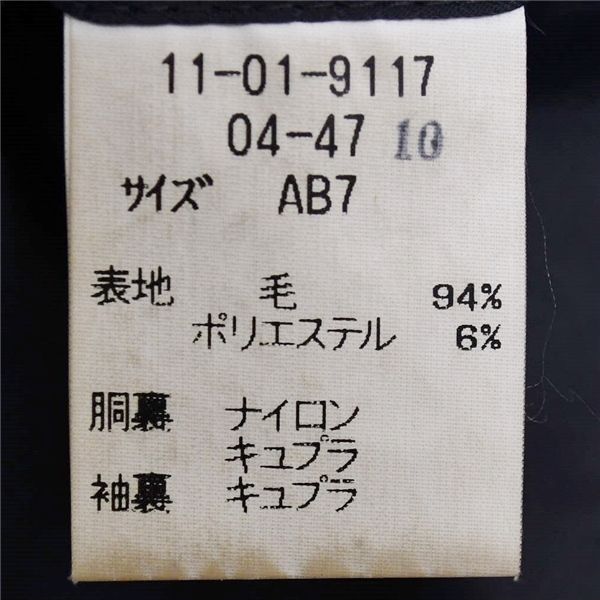 11-01-9117
04-47 10
サイズ AB7
表地 毛 94%
ポリエステル 6%
胴裏 ナイロン
キュプラ
袖裏 キュプラ